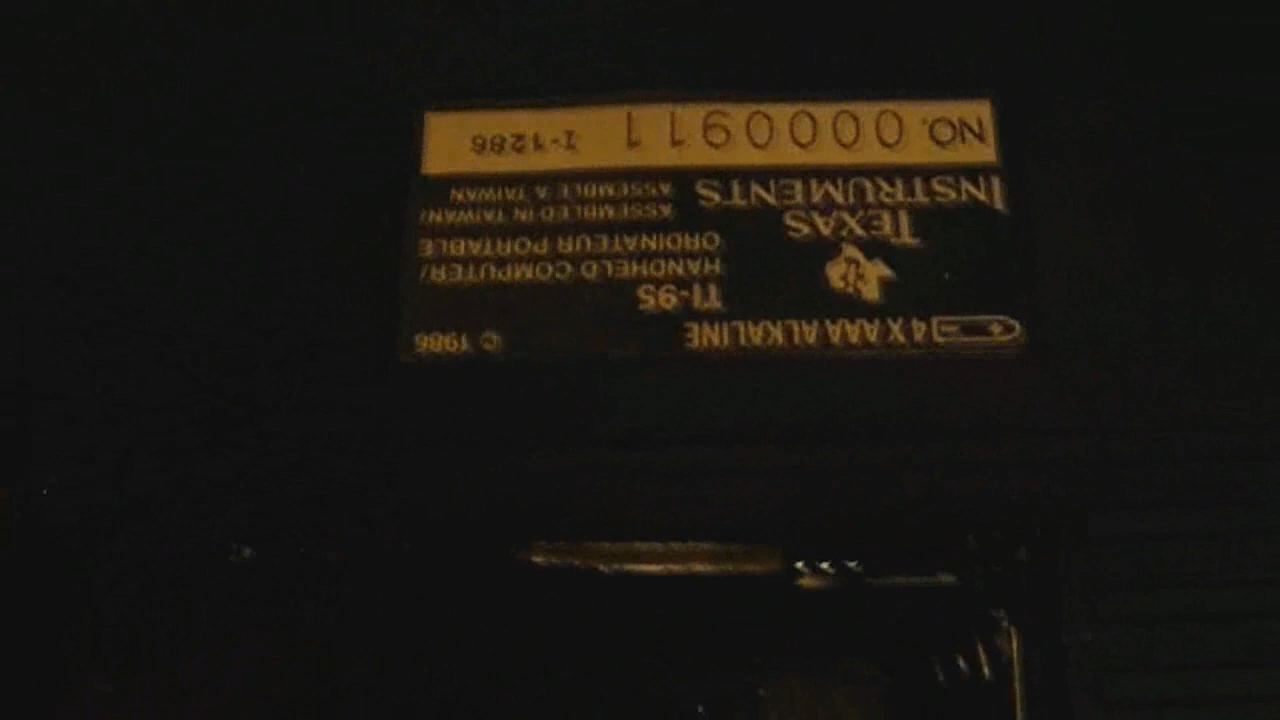 4 X AAA ALKALINE © 1986
TI-95
HANDHELD COMPUTER/
ORDINATEUR PORTABLE
TEXAS
INSTRUMENTS
ASSEMBLED IN TAIWAN/
ASSEMBLE A TAIWAN
NO. 0000911 I-1286